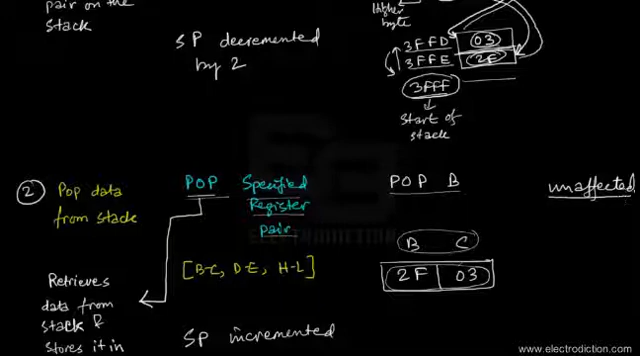 pair on the
stack
SP decremented
by 2
Higher
byte
3FFD 03
3FFE 2F
3FFF
Start of
stack
2 Pop data
from stack
POP Specified
Register
pair
[B-C, D-E, H-L]
POP B
unaffected
B C
2F 03
Retrieves
data from
stack &
stores it in
SP incremented
ELECTRODICTION
www.electrodiction.com